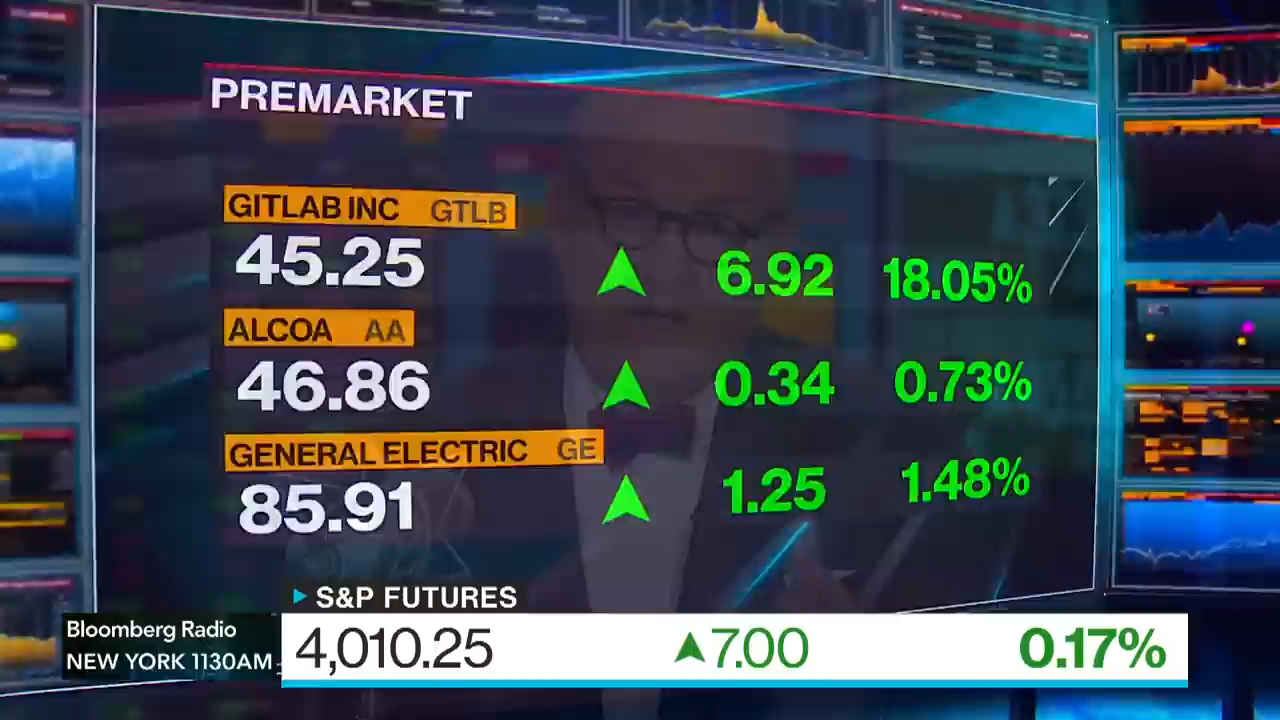 PREMARKET
GITLAB INC GTLB
45.25 6.92 18.05%
ALCOA AA
46.86 0.34 0.73%
GENERAL ELECTRIC GE
85.91 1.25 1.48%
S&P FUTURES
Bloomberg Radio
NEW YORK 1130AM
4,010.25 7.00 0.17%